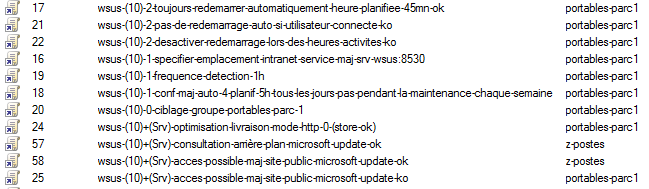 17 wsus-(10)-2-toujours-redemarrer-automatiquement-heure-planifiee-45mn-ok portables-parc1
21 wsus-(10)-2-pas-de-redemarrage-auto-si-utilisateur-connecte-ko portables-parc1
22 wsus-(10)-2-desactiver-redemarrage-lors-des-heures-activites-ko portables-parc1
16 wsus-(10)-1-specifier-emplacement-intranet-service-maj-srv-wsus:8530 portables-parc1
19 wsus-(10)-1-frequence-detection-1h portables-parc1
18 wsus-(10)-1-conf-maj-auto-4-planif-5h-tous-les-jours-pas-pendant-la-maintenance-chaque-semaine portables-parc1
20 wsus-(10)-0-ciblage-groupe-portables-parc-1 portables-parc1
24 wsus-(10)+(Srv)-optimisation-livraison-mode-http-0-(store-ok) portables-parc1
57 wsus-(10)+(Srv)-consultation-arrière-plan-microsoft-update-ok z-postes
58 wsus-(10)+(Srv)-acces-possible-maj-site-public-microsoft-update-ok z-postes
25 wsus-(10)+(Srv)-acces-possible-maj-site-public-microsoft-update-ko portables-parc1